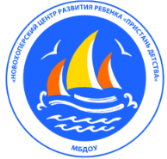 «НОВОХОПЕРСКИЙ ЦЕНТР РАЗВИТИЯ РЕБЕНКА «ПРИСТАНЬ ДЕТСТВА»
МБДОУ